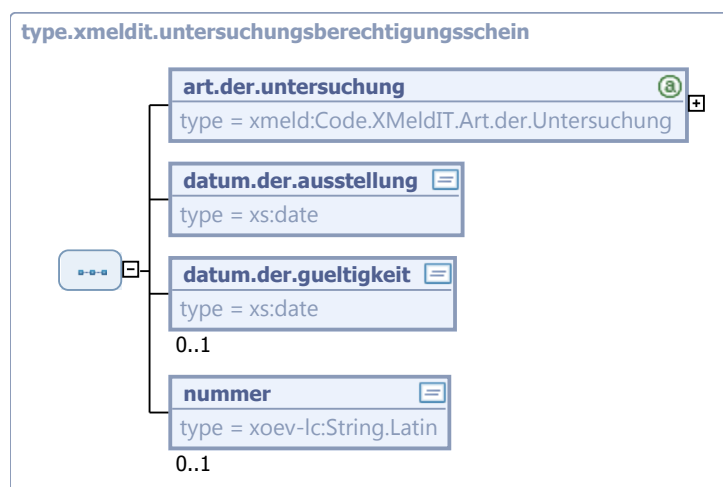 type.xmeldit.untersuchungsberechtigungsschein
art.der.untersuchung
type = xmeld:Code.XMeldIT.Art.der.Untersuchung
datum.der.ausstellung
type = xs:date
datum.der.gueltigkeit
type = xs:date
0..1
nummer
type = xoev-lc:String.Latin
0..1